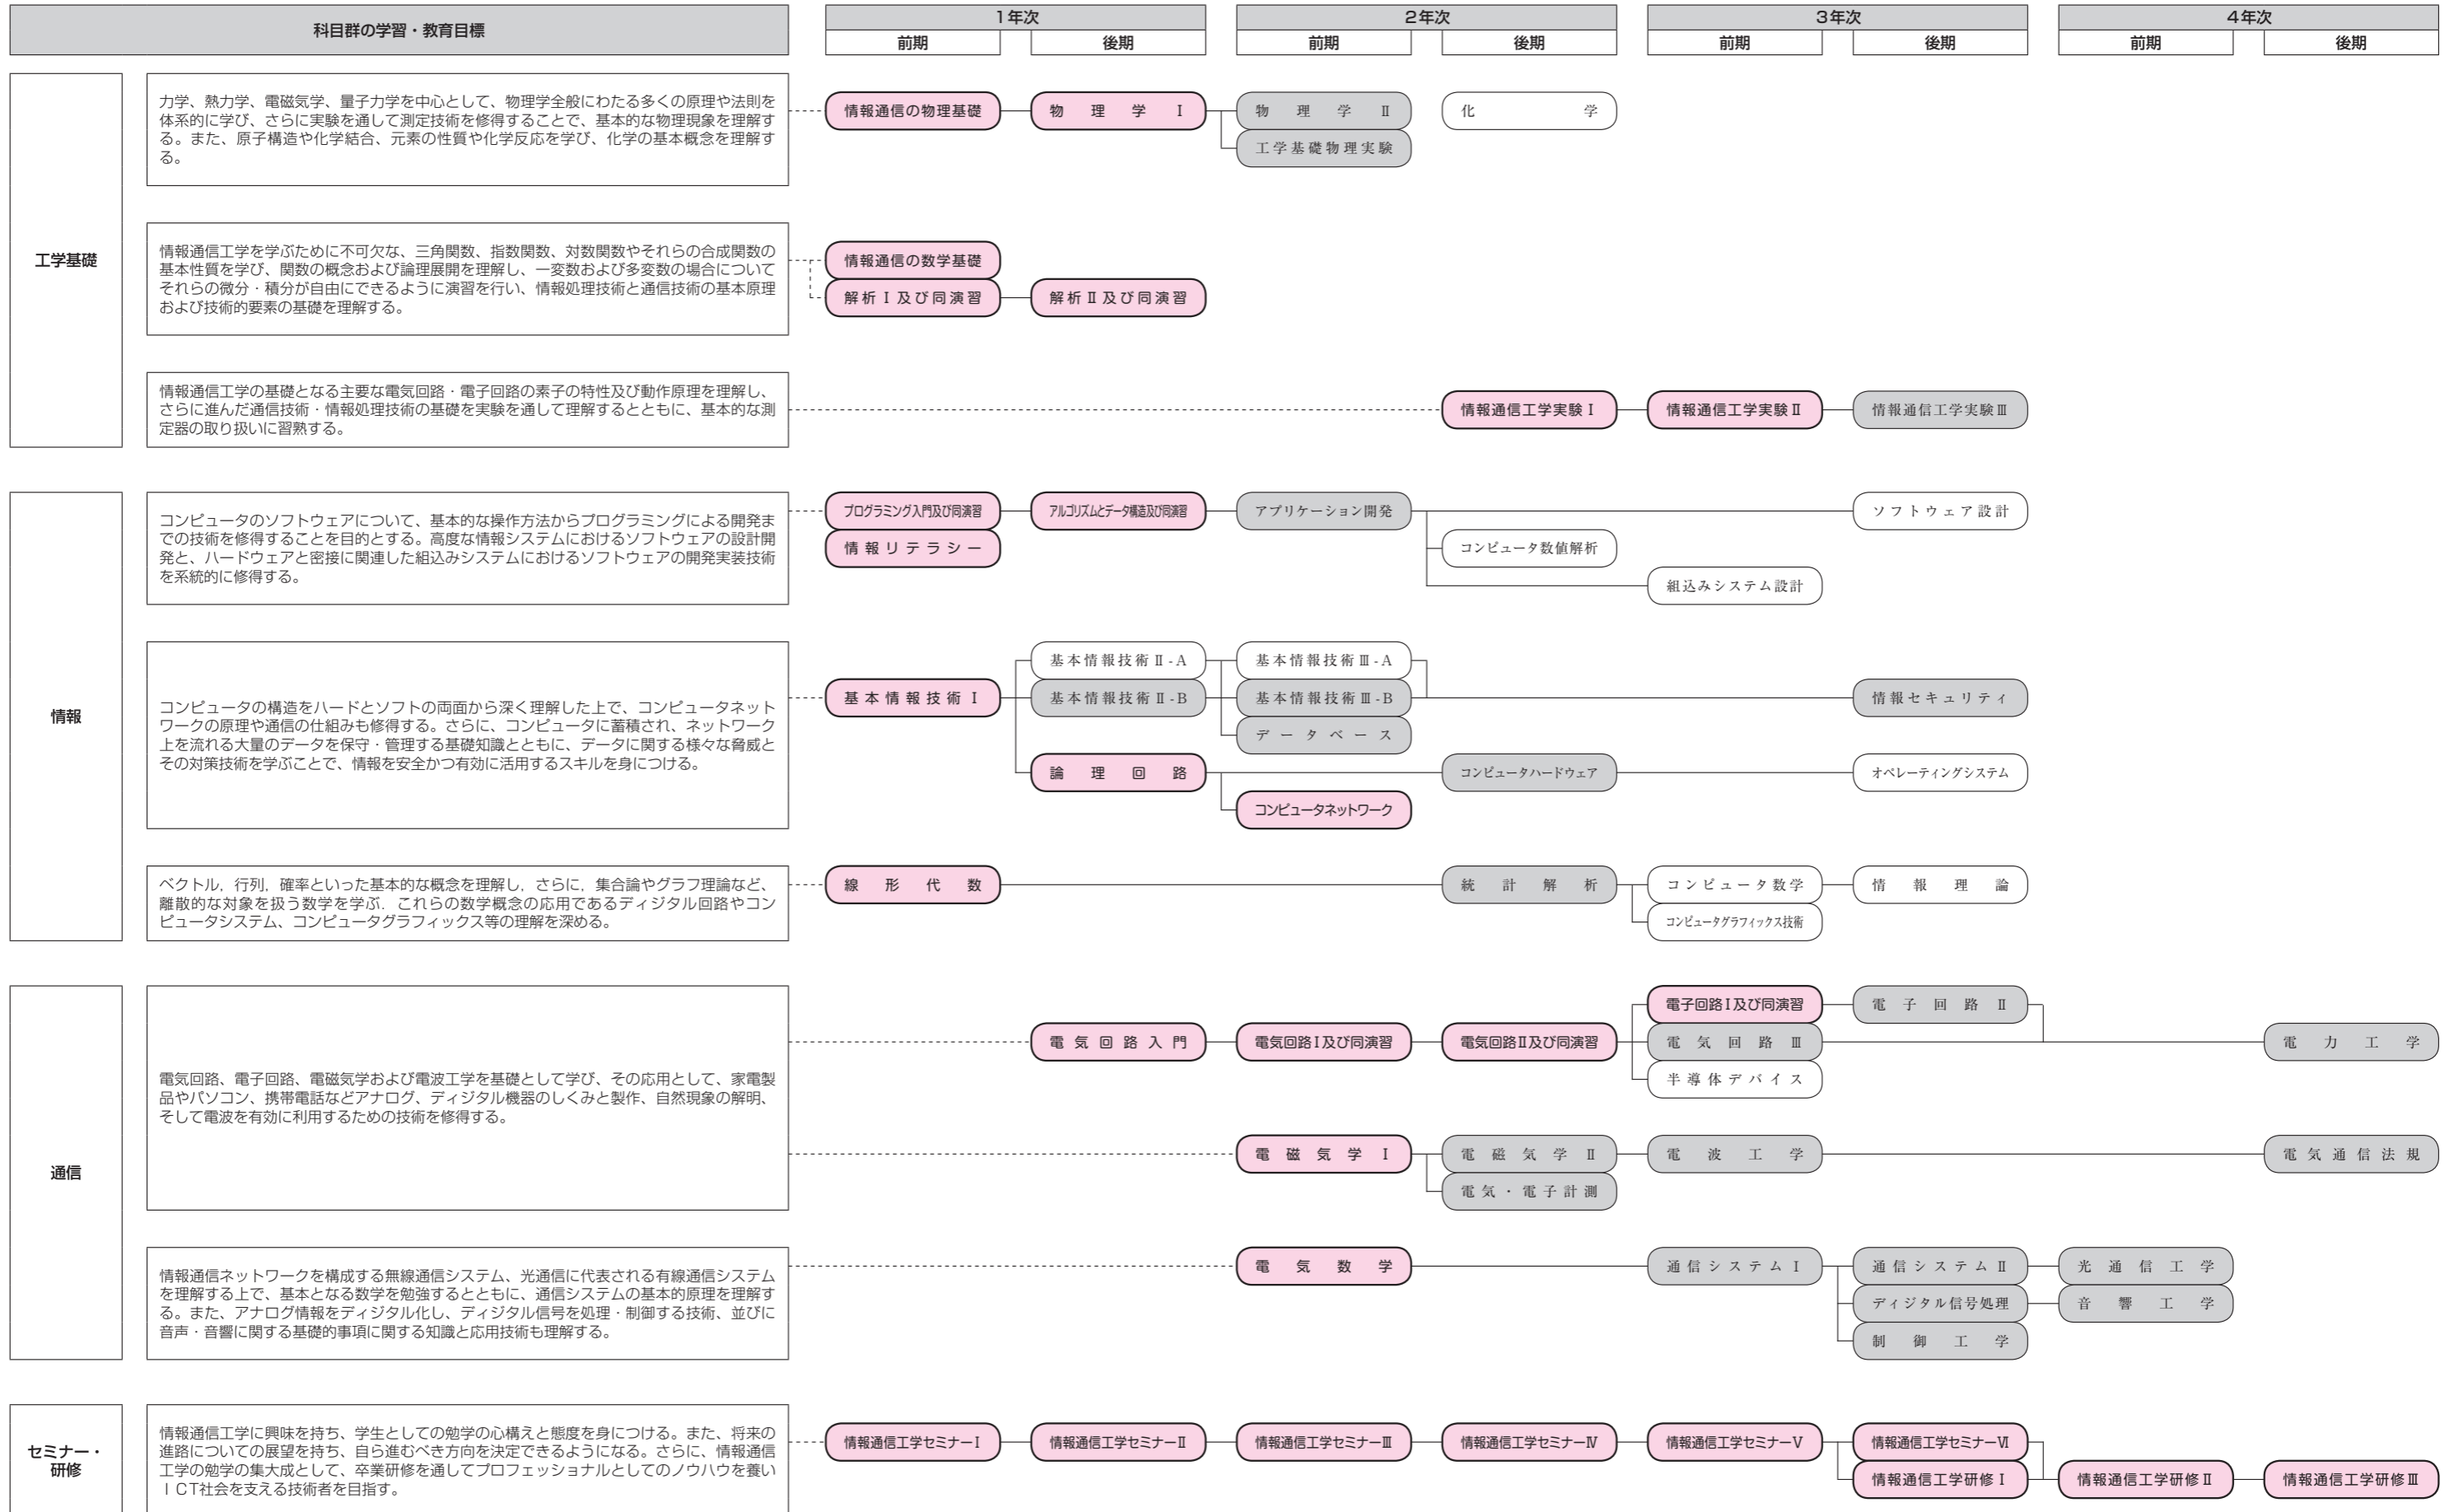 科目群の学習・教育目標
1年次
2年次
3年次
4年次
前期
後期
前期
後期
前期
後期
前期
後期
工学基礎
力学、熱力学、電磁気学、量子力学を中心として、物理学全般にわたる多くの原理や法則を
体系的に学び、さらに実験を通して測定技術を修得することで、基本的な物理現象を理解す
る。また、原子構造や化学結合、元素の性質や化学反応を学び、化学の基本概念を理解す
る。
情報通信の物理基礎
物理学Ⅰ
物理学Ⅱ
化学
工学基礎物理実験
情報通信工学を学ぶために不可欠な、三角関数、指数関数、対数関数やそれらの合成関数の
基本性質を学び、関数の概念および論理展開を理解し、一変数および多変数の場合について
それらの微分・積分が自由にできるように演習を行い、情報処理技術と通信技術の基本原理
および技術的要素の基礎を理解する。
情報通信の数学基礎
解析Ⅰ及び同演習
解析Ⅱ及び同演習
情報通信工学の基礎となる主要な電気回路・電子回路の素子の特性及び動作原理を理解し、
さらに進んだ通信技術・情報処理技術の基礎を実験を通して理解するとともに、基本的な測
定器の取り扱いに習熟する。
情報通信工学実験Ⅰ
情報通信工学実験Ⅱ
情報通信工学実験Ⅲ
情報
コンピュータのソフトウェアについて、基本的な操作方法からプログラミングによる開発ま
での技術を修得することを目的とする。高度な情報システムにおけるソフトウェアの設計開
発と、ハードウェアと密接に関連した組込みシステムにおけるソフトウェアの開発実装技術
を系統的に修得する。
プログラミング入門及び同演習
アルゴリズムとデータ構造及び同演習
アプリケーション開発
ソフトウェア設計
情報リテラシー
コンピュータ数値解析
組込みシステム設計
コンピュータの構造をハードとソフトの両面から深く理解した上で、コンピュータネット
ワークの原理や通信の仕組みも修得する。さらに、コンピュータに蓄積され、ネットワーク
上を流れる大量のデータを保守・管理する基礎知識とともに、データに関する様々な脅威と
その対策技術を学ぶことで、情報を安全かつ有効に活用するスキルを身につける。
基本情報技術Ⅱ-A
基本情報技術Ⅲ-A
基本情報技術Ⅰ
基本情報技術Ⅱ-B
基本情報技術Ⅲ-B
情報セキュリティ
データベース
論理回路
コンピュータハードウェア
オペレーティングシステム
コンピュータネットワーク
ベクトル，行列，確率といった基本的な概念を理解し，さらに，集合論やグラフ理論など、
離散的な対象を扱う数学を学ぶ．これらの数学概念の応用であるディジタル回路やコン
ピュータシステム、コンピュータグラフィックス等の理解を深める。
線形代数
統計解析
コンピュータ数学
情報理論
コンピュータグラフィックス技術
通信
電気回路、電子回路、電磁気学および電波工学を基礎として学び、その応用として、家電製
品やパソコン、携帯電話などアナログ、ディジタル機器のしくみと製作、自然現象の解明、
そして電波を有効に利用するための技術を修得する。
電子回路Ⅰ及び同演習
電子回路Ⅱ
電気回路入門
電気回路Ⅰ及び同演習
電気回路Ⅱ及び同演習
電気回路Ⅲ
電力工学
半導体デバイス
電磁気学Ⅰ
電磁気学Ⅱ
電波工学
電気通信法規
電気・電子計測
情報通信ネットワークを構成する無線通信システム、光通信に代表される有線通信システム
を理解する上で、基本となる数学を勉強するとともに、通信システムの基本的原理を理解す
る。また、アナログ情報をディジタル化し、ディジタル信号を処理・制御する技術、並びに
音声・音響に関する基礎的事項に関する知識と応用技術も理解する。
電気数学
通信システムⅠ
通信システムⅡ
光通信工学
ディジタル信号処理
音響工学
制御工学
セミナー・
研修
情報通信工学に興味を持ち、学生としての勉学の心構えと態度を身につける。また、将来の
進路についての展望を持ち、自ら進むべき方向を決定できるようになる。さらに、情報通信
工学の勉学の集大成として、卒業研修を通してプロフェッショナルとしてのノウハウを養い
ＩＣＴ社会を支える技術者を目指す。
情報通信工学セミナーⅠ
情報通信工学セミナーⅡ
情報通信工学セミナーⅢ
情報通信工学セミナーⅣ
情報通信工学セミナーⅤ
情報通信工学セミナーⅥ
情報通信工学研修Ⅰ
情報通信工学研修Ⅱ
情報通信工学研修Ⅲ